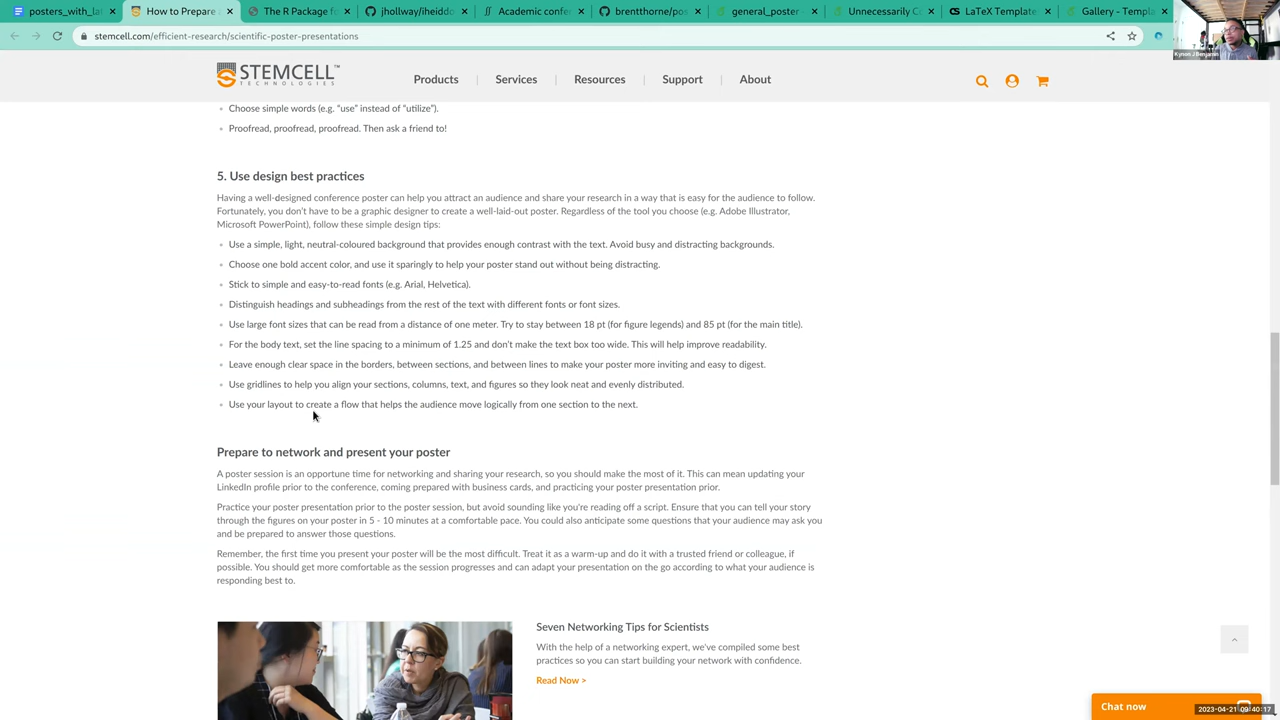 posters_with_la
How to Prepare
The R Package f
jhollway/iheiddo
Academic confe
brentthorne/pos
general_poster
Unnecessarily C
LaTeX Template
Gallery - Templa
stemcell.com/efficient-research/scientific-poster-presentations
STEMCELL™
TECHNOLOGIES
Products
Services
Resources
Support
About
Choose simple words (e.g. “use” instead of “utilize”).
Proofread, proofread, proofread. Then ask a friend to!
5. Use design best practices
Having a well-designed conference poster can help you attract an audience and share your research in a way that is easy for the audience to follow.
Fortunately, you don’t have to be a graphic designer to create a well-laid-out poster. Regardless of the tool you choose (e.g. Adobe Illustrator,
Microsoft PowerPoint), follow these simple design tips:
Use a simple, light, neutral-coloured background that provides enough contrast with the text. Avoid busy and distracting backgrounds.
Choose one bold accent color, and use it sparingly to help your poster stand out without being distracting.
Stick to simple and easy-to-read fonts (e.g. Arial, Helvetica).
Distinguish headings and subheadings from the rest of the text with different fonts or font sizes.
Use large font sizes that can be read from a distance of one meter. Try to stay between 18 pt (for figure legends) and 85 pt (for the main title).
For the body text, set the line spacing to a minimum of 1.25 and don’t make the text box too wide. This will help improve readability.
Leave enough clear space in the borders, between sections, and between lines to make your poster more inviting and easy to digest.
Use gridlines to help you align your sections, columns, text, and figures so they look neat and evenly distributed.
Use your layout to create a flow that helps the audience move logically from one section to the next.
Prepare to network and present your poster
A poster session is an opportune time for networking and sharing your research, so you should make the most of it. This can mean updating your
LinkedIn profile prior to the conference, coming prepared with business cards, and practicing your poster presentation prior.
Practice your poster presentation prior to the poster session, but avoid sounding like you’re reading off a script. Ensure that you can tell your story
through the figures on your poster in 5 - 10 minutes at a comfortable pace. You could also anticipate some questions that your audience may ask you
and be prepared to answer those questions.
Remember, the first time you present your poster will be the most difficult. Treat it as a warm-up and do it with a trusted friend or colleague, if
possible. You should get more comfortable as the session progresses and can adapt your presentation on the go according to what your audience is
responding best to.
Seven Networking Tips for Scientists
With the help of a networking expert, we've compiled some best
practices so you can start building your network with confidence.
Read Now >
Chat now
2023-04-21 09:40:17